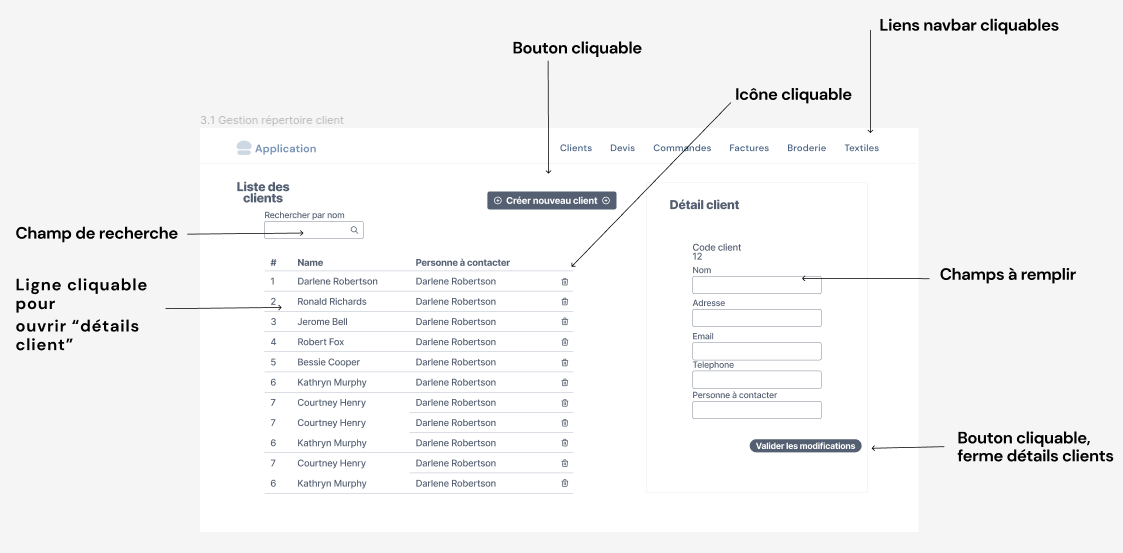 Liens navbar cliquables
Bouton cliquable
Icône cliquable
3.1 Gestion répertoire client
Application
Clients Devis Commandes Factures Broderie Textiles
Liste des
clients
Créer nouveau client
Détail client
Rechercher par nom
Champ de recherche
Code client
12
# Name Personne à contacter
Nom
Champs à remplir
1 Darlene Robertson Darlene Robertson
Ligne cliquable
pour
ouvrir “détails
client”
2 Ronald Richards Darlene Robertson
Adresse
3 Jerome Bell Darlene Robertson
Email
4 Robert Fox Darlene Robertson
5 Bessie Cooper Darlene Robertson
Telephone
6 Kathryn Murphy Darlene Robertson
Personne à contacter
7 Courtney Henry Darlene Robertson
7 Courtney Henry Darlene Robertson
6 Kathryn Murphy Darlene Robertson
Valider les modifications
Bouton cliquable,
ferme détails clients
7 Courtney Henry Darlene Robertson
6 Kathryn Murphy Darlene Robertson